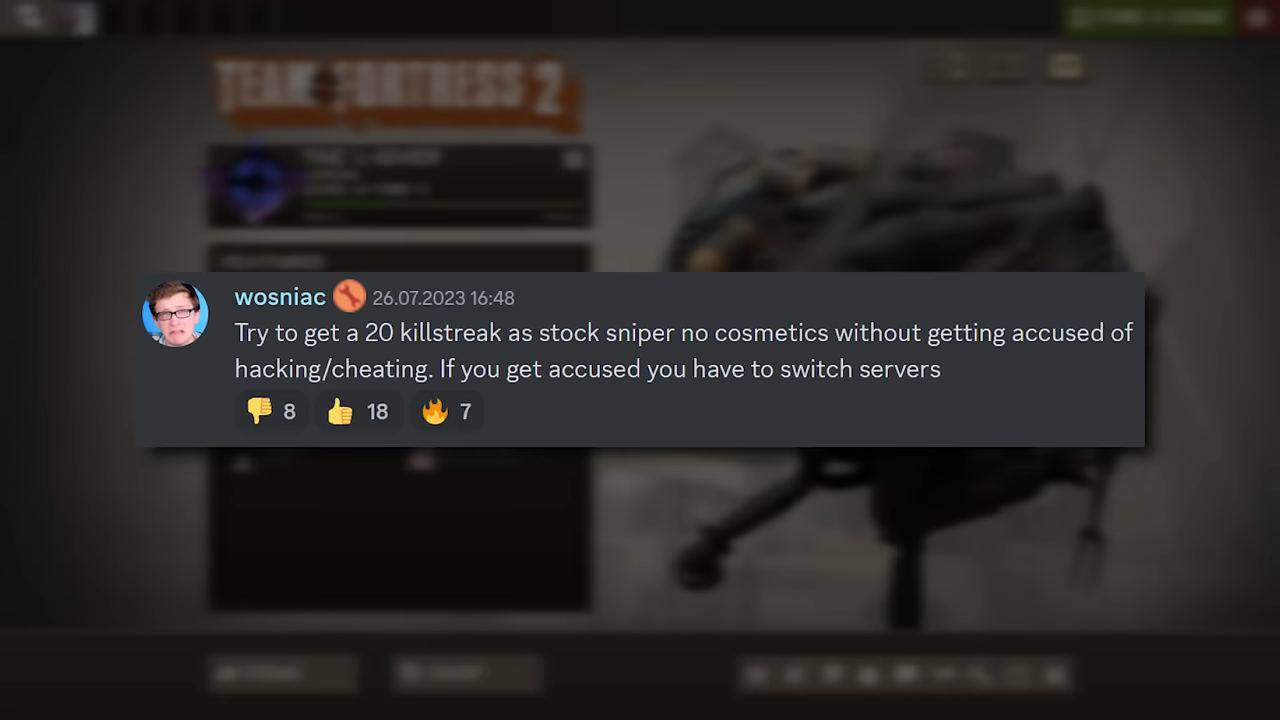 TEAM FORTRESS 2
wosniac 26.07.2023 16:48
Try to get a 20 killstreak as stock sniper no cosmetics without getting accused of
hacking/cheating. If you get accused you have to switch servers
8 18 7